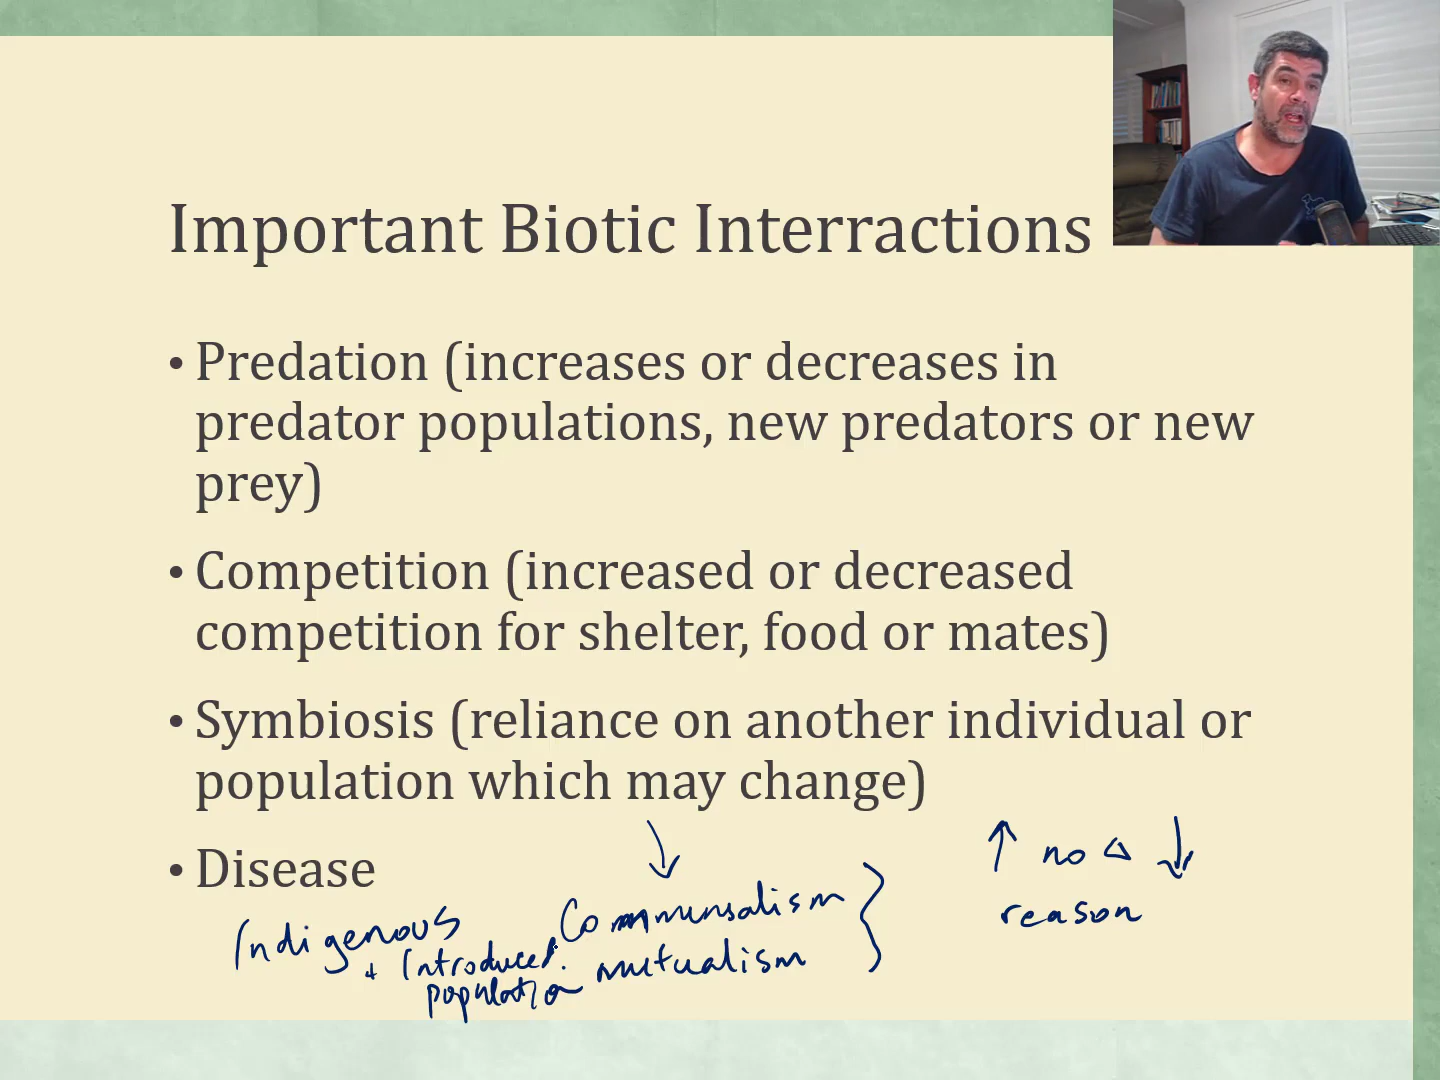 Important Biotic Interractions
• Predation (increases or decreases in
predator populations, new predators or new
prey)
• Competition (increased or decreased
competition for shelter, food or mates)
• Symbiosis (reliance on another individual or
population which may change)
• Disease
↑ no △ ↓
reason
Commensalism
mutualism
Indigenous
+ Introduced
population